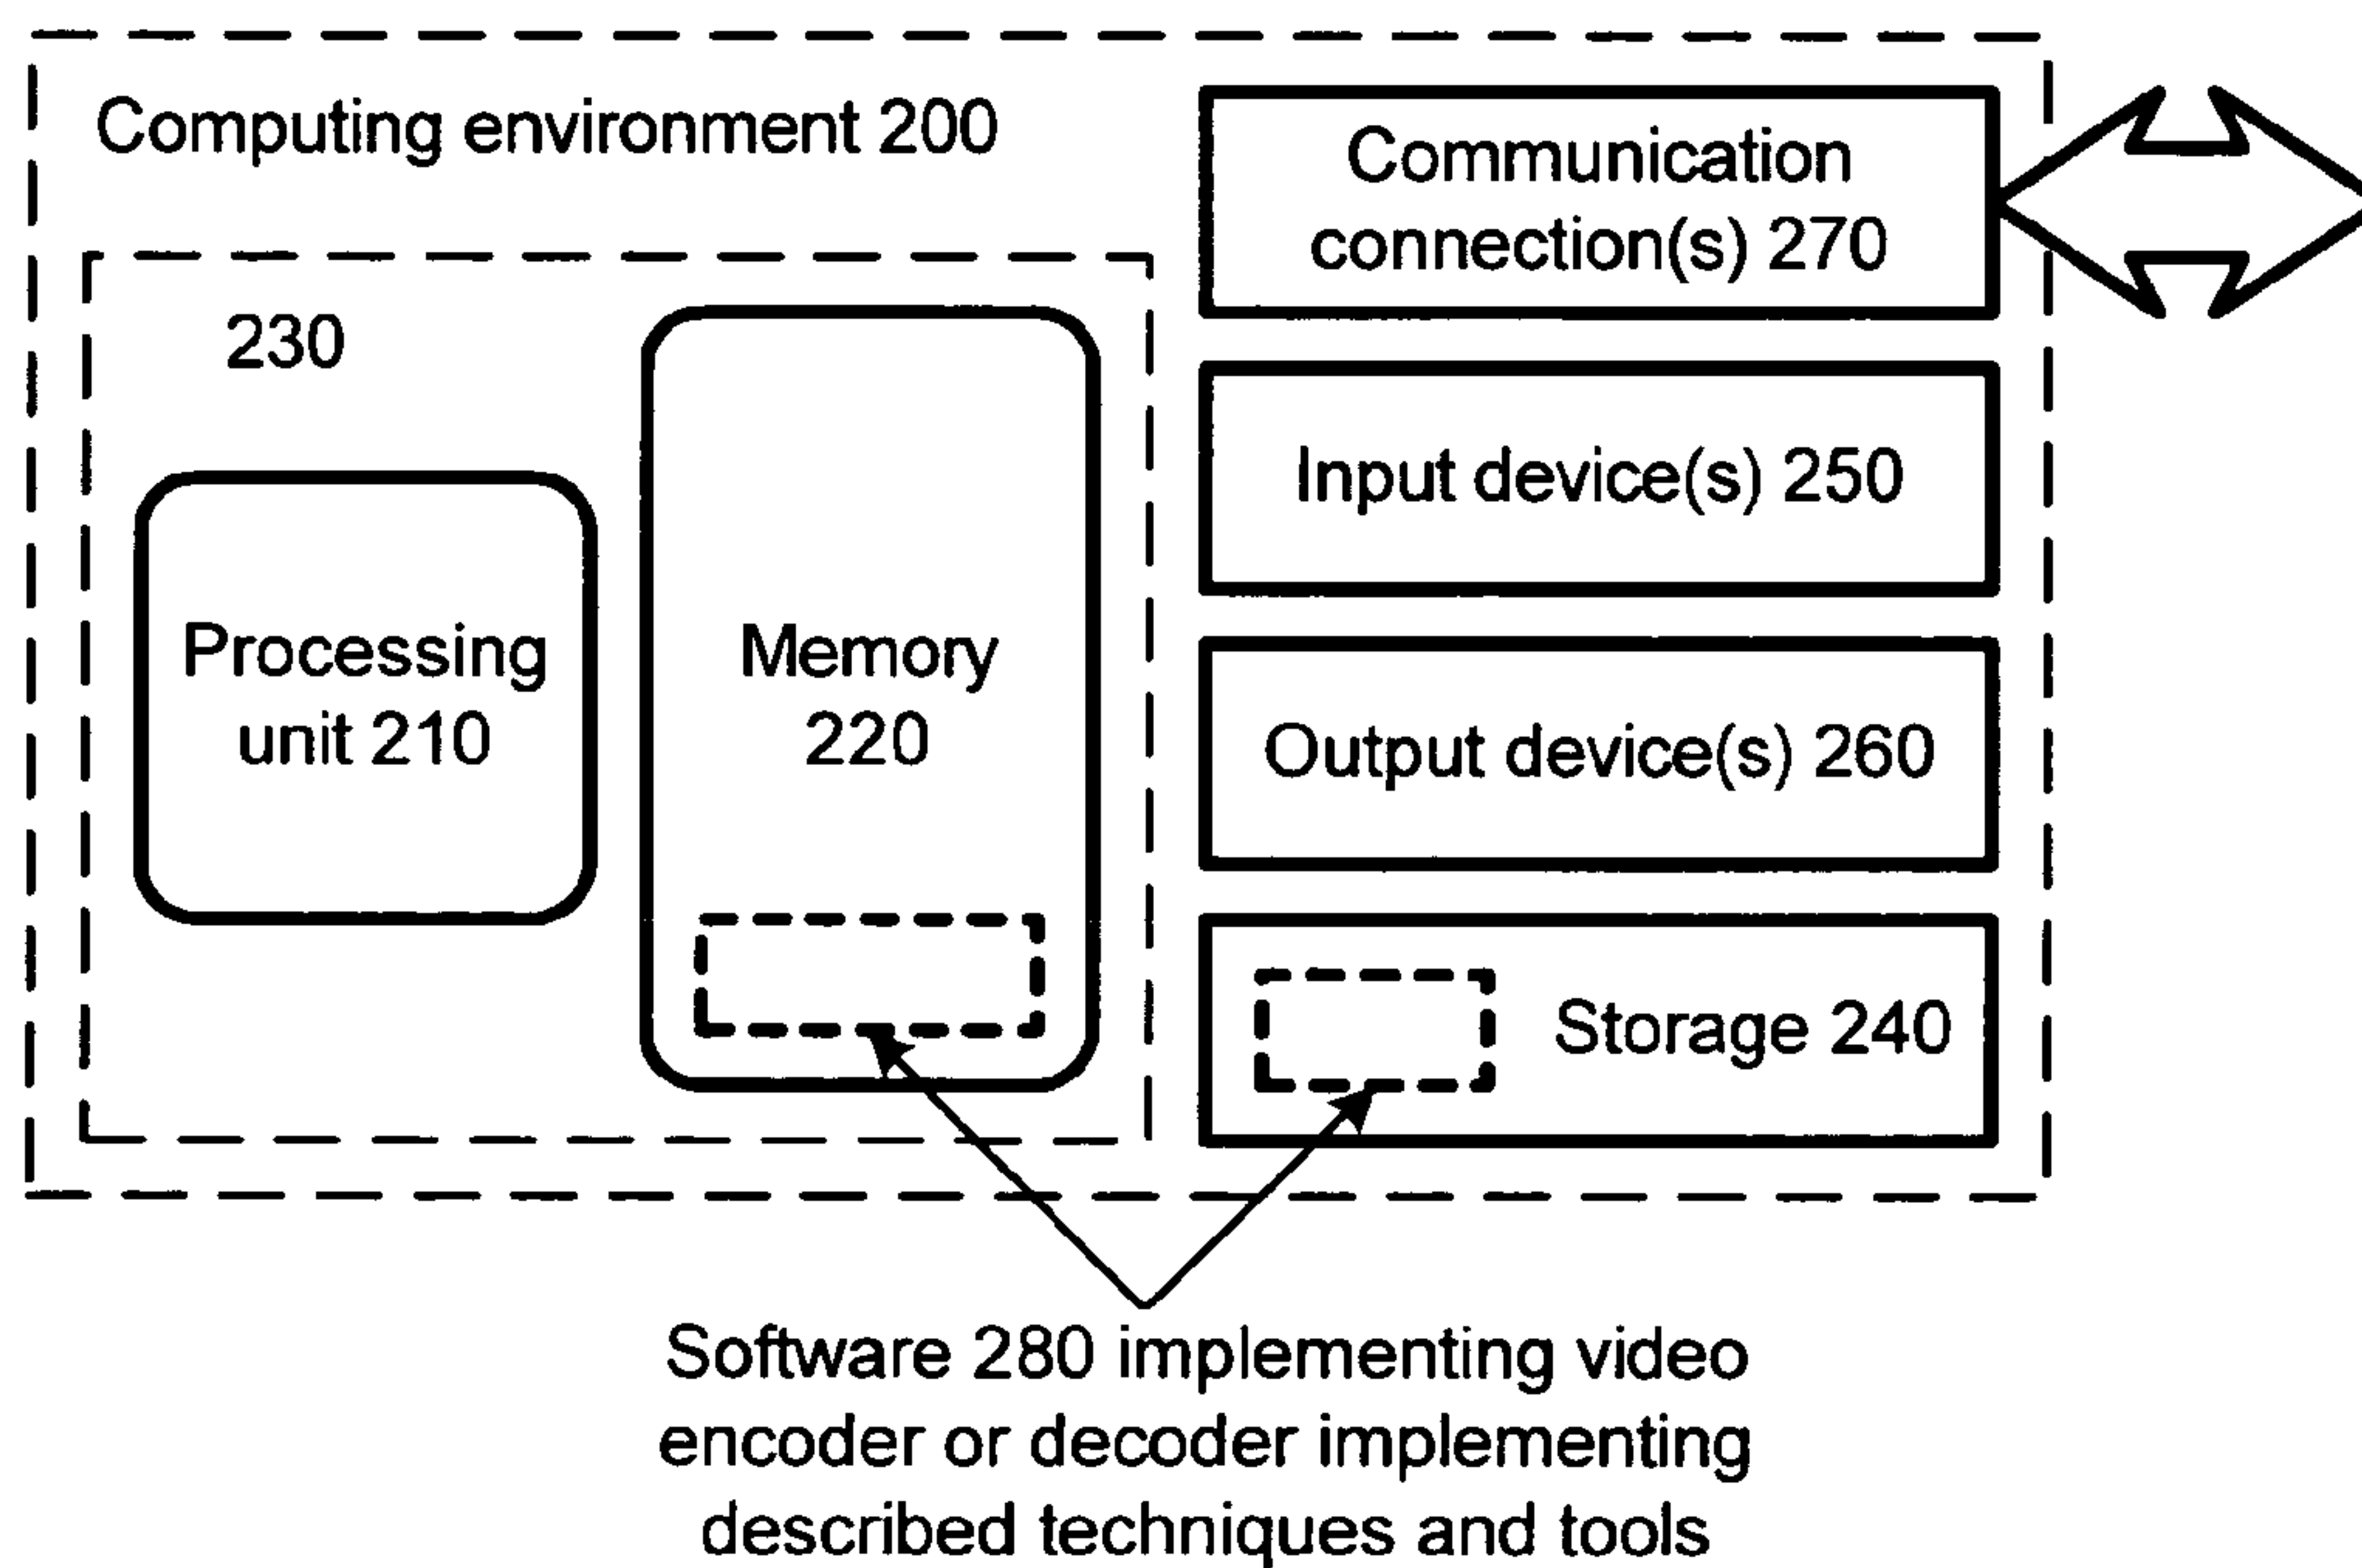 Computing environment 200
230
Processing
unit 210
Memory
220
Communication
connection(s) 270
Input device(s) 250
Output device(s) 260
Storage 240
Software 280 implementing video
encoder or decoder implementing
described techniques and tools